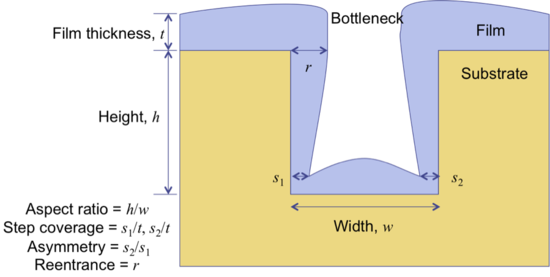 Bottleneck
Film thickness, t
Film
r
Substrate
Height, h
s₁
s₂
Width, w
Aspect ratio = h/w
Step coverage = s₁/t, s₂/t
Asymmetry = s₂/s₁
Reentrance = r